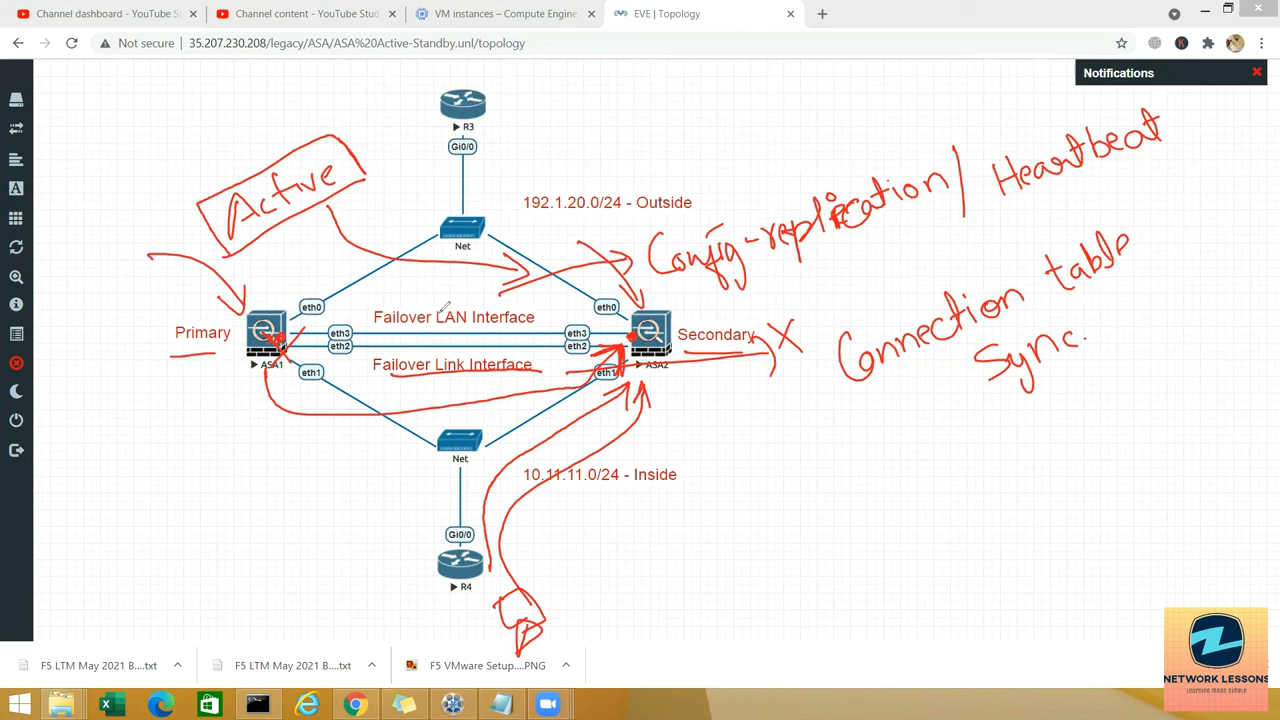 Channel dashboard - YouTube St
Channel content - YouTube Stud
VM instances – Compute Engine
EVE | Topology
Not secure
35.207.230.208/legacy/ASA/ASA%20Active-Standby.unl/topology
Notifications
R3
Gi0/0
Active
192.1.20.0/24 - Outside
Config-replication / Heartbeat
Net
eth0
eth0
Failover LAN Interface
Primary
eth3
eth3
Secondary
eth2
eth2
ASA1
Failover Link Interface
ASA2
eth1
eth1
Connection table
Sync.
Net
10.11.11.0/24 - Inside
Gi0/0
R4
F5 LTM May 2021 B....txt
F5 LTM May 2021 B....txt
F5 VMware Setup....PNG
NETWORK LESSONS
LEARNING MADE SIMPLE